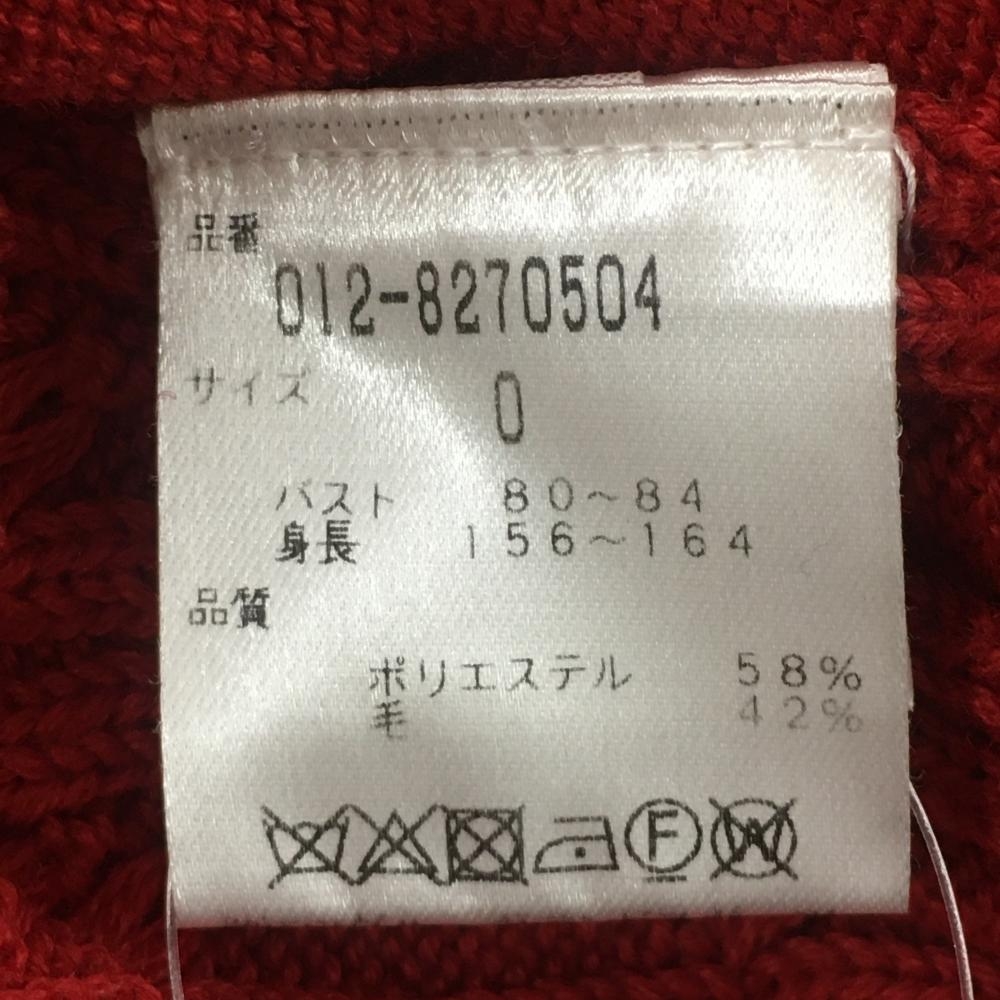 品番
012-8270504
サイズ 0
バスト 80~84
身長 156~164
品質
ポリエステル 58%
毛 42%
F W